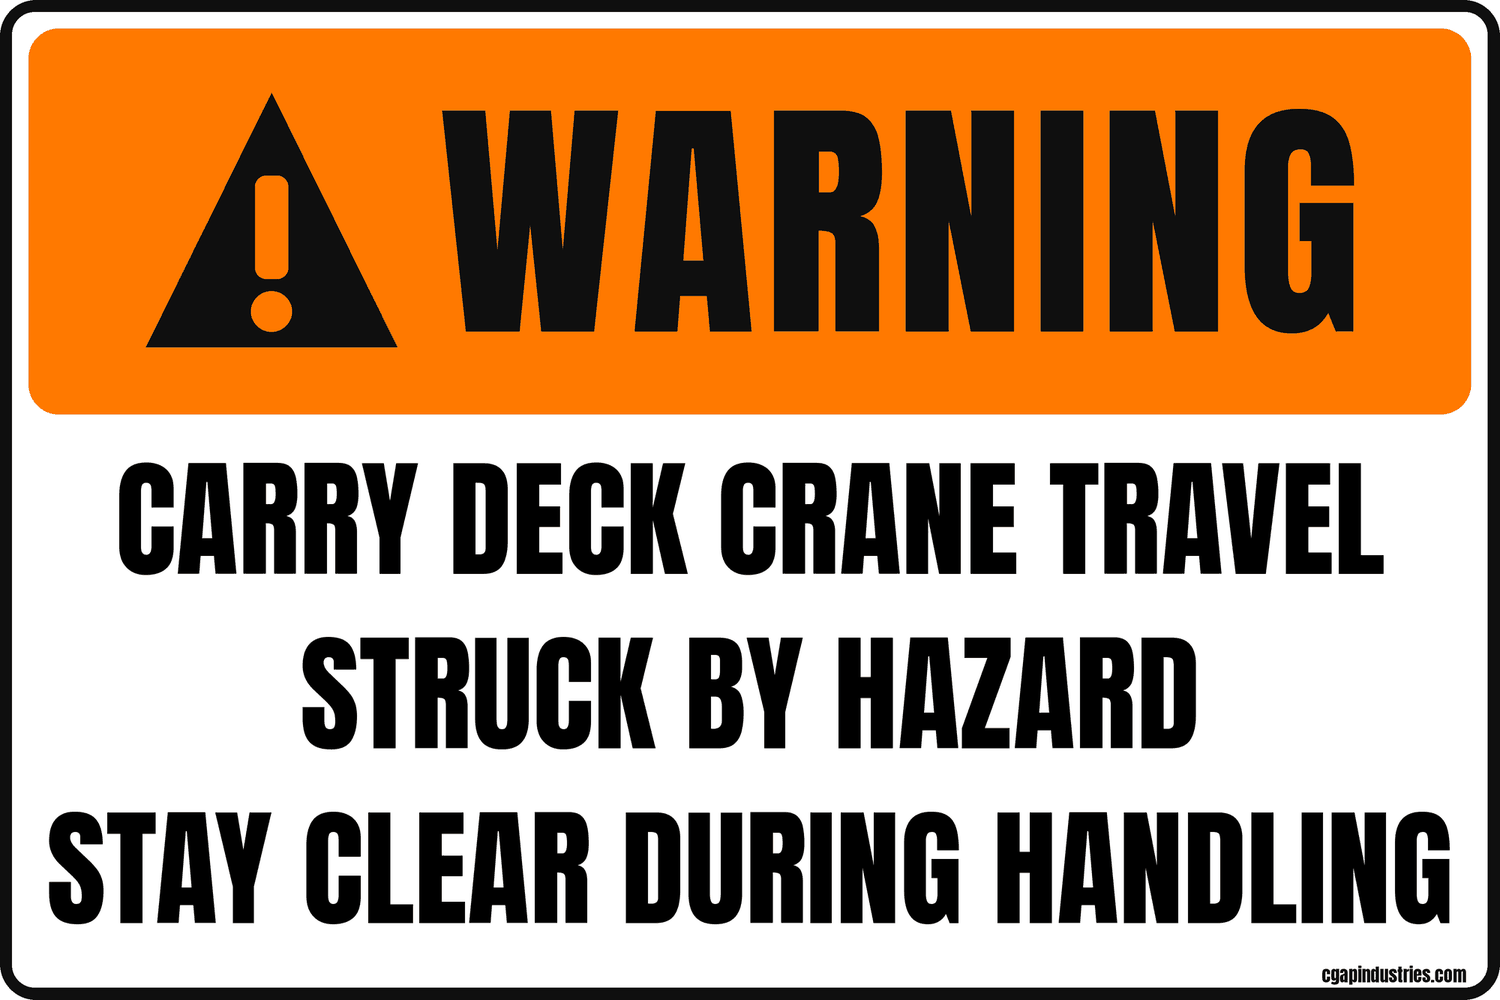 WARNING
CARRY DECK CRANE TRAVEL
STRUCK BY HAZARD
STAY CLEAR DURING HANDLING
cgapindustries.com